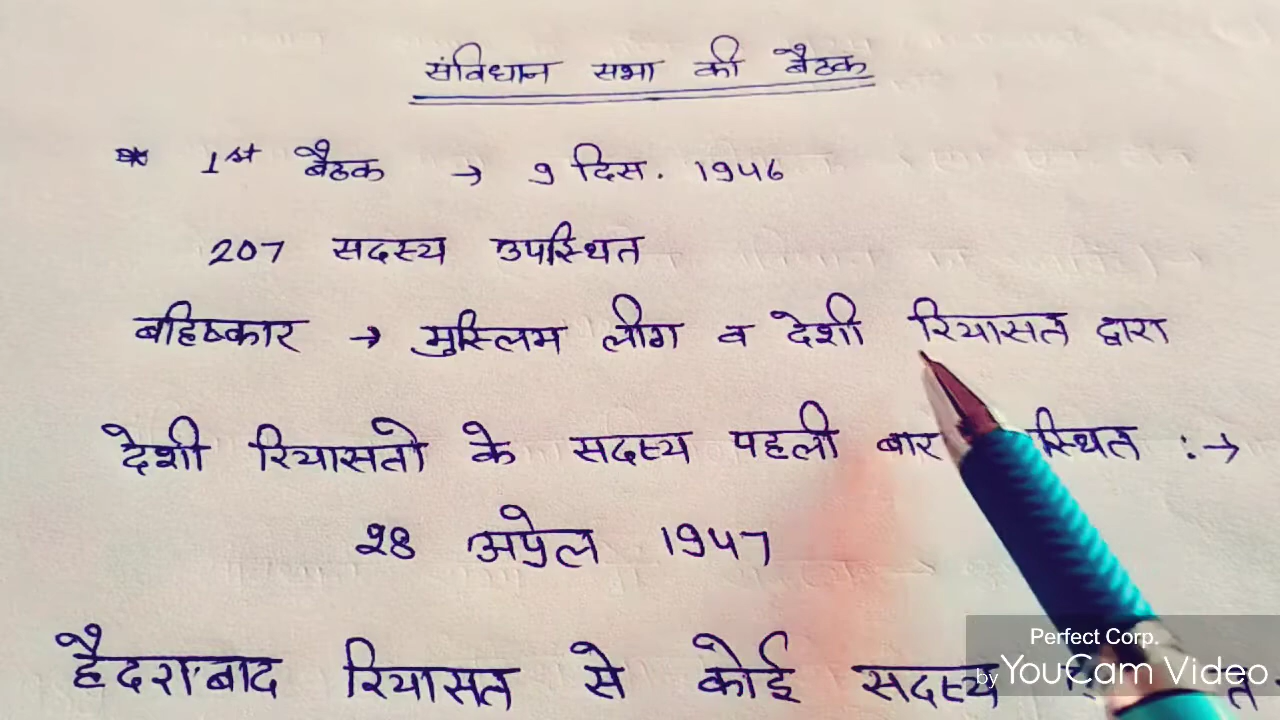 संविधान सभा की बैठक
* 1st बैठक → 9 दिस. 1946
207 सदस्य उपस्थित
बहिष्कार → मुस्लिम लीग व देशी रियासत द्वारा
देशी रियासतो के सदस्य पहली बार स्थित :→
28 अप्रेल 1947
हैदराबाद रियासत से कोई सदस्य
Perfect Corp.
by YouCam Video